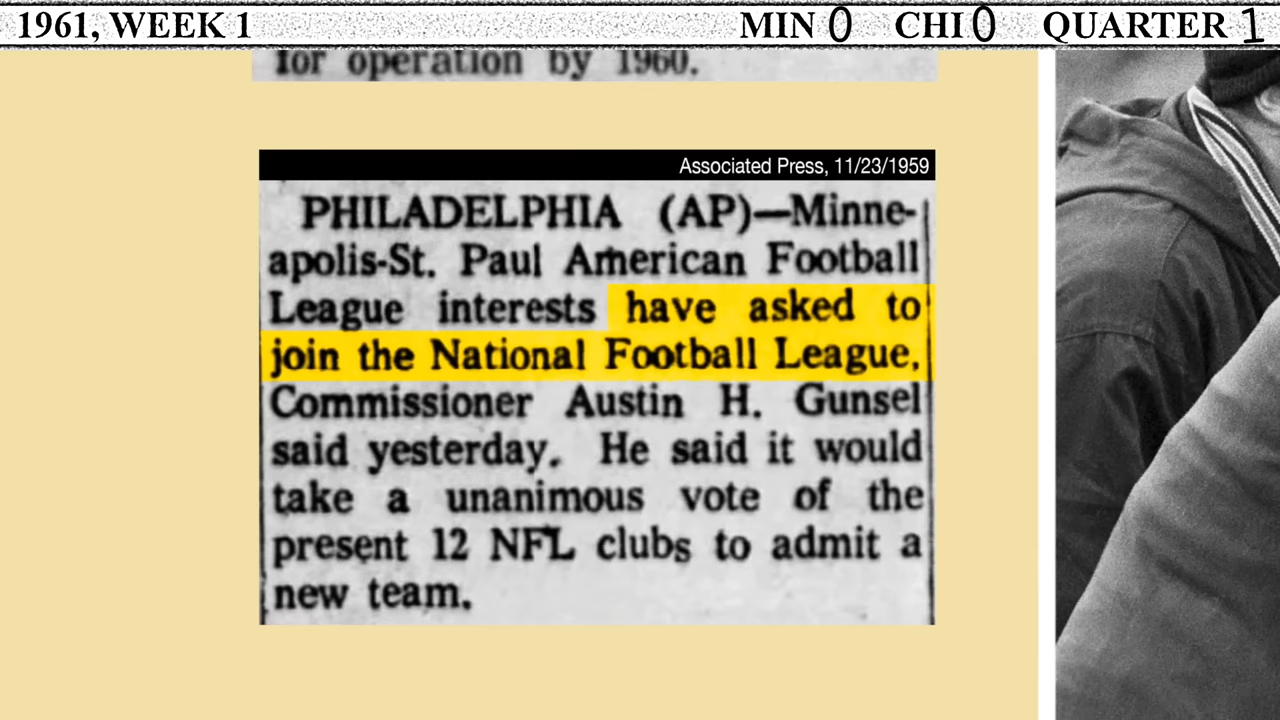 1961, WEEK 1 MIN 0 CHI 0 QUARTER 1
for operation by 1960.
Associated Press, 11/23/1959
PHILADELPHIA (AP)—Minne-
apolis-St. Paul American Football
League interests have asked to
join the National Football League,
Commissioner Austin H. Gunsel
said yesterday. He said it would
take a unanimous vote of the
present 12 NFL clubs to admit a
new team.